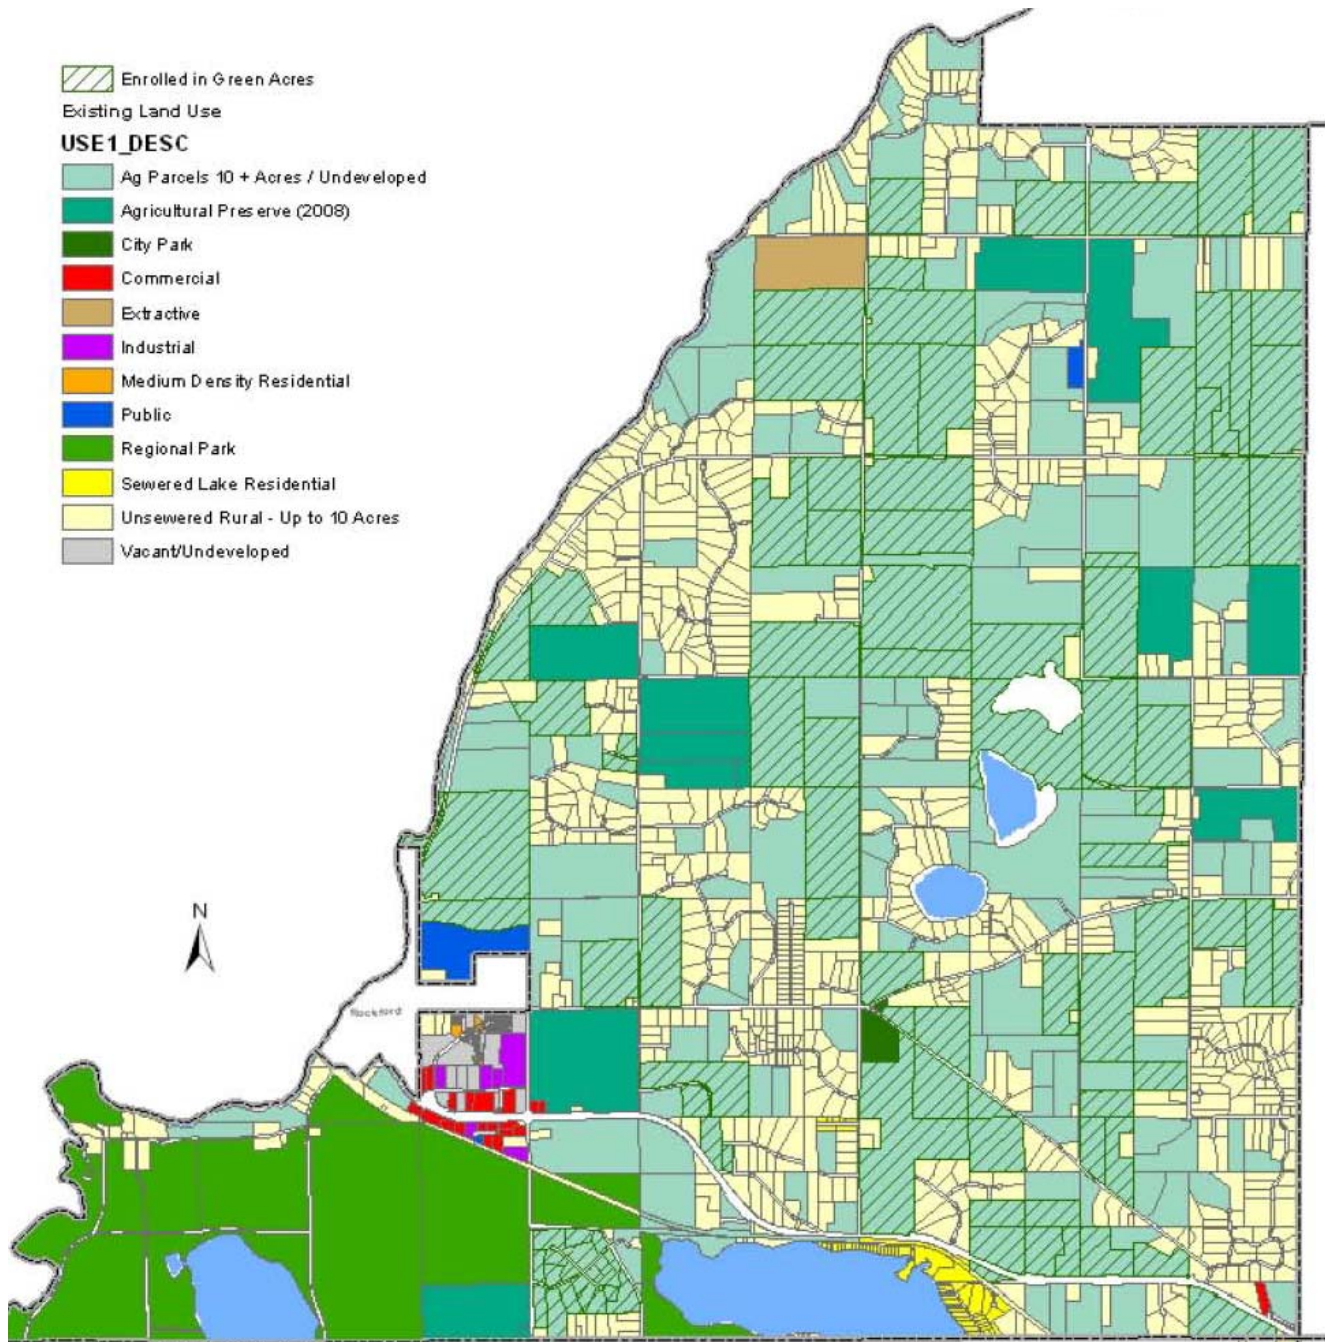 Enrolled in Green Acres
Existing Land Use
USE1_DESC
Ag Parcels 10 + Acres / Undeveloped
Agricultural Preserve (2008)
City Park
Commercial
Extractive
Industrial
Medium Density Residential
Public
Regional Park
Sewered Lake Residential
Unsewered Rural - Up to 10 Acres
Vacant/Undeveloped
N
Rockford